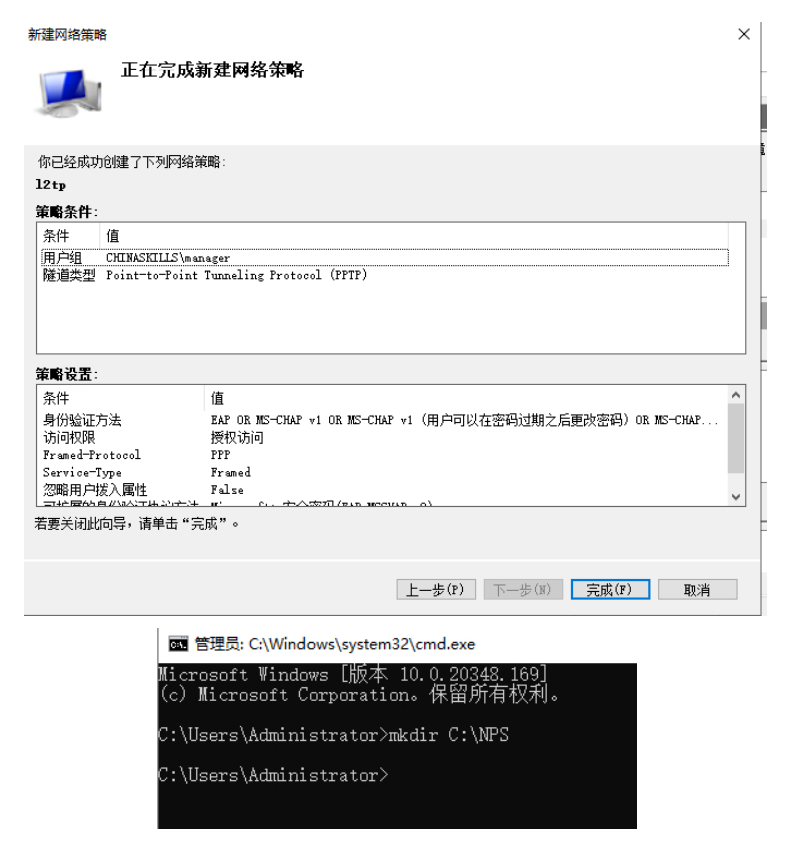 新建网络策略
正在完成新建网络策略
你已经成功创建了下列网络策略:
l2tp
策略条件:
条件 值
用户组 CHINASKILLS\manager
隧道类型 Point-to-Point Tunneling Protocol (PPTP)
策略设置:
条件 值
身份验证方法 EAP OR MS-CHAP v1 OR MS-CHAP v1 (用户可以在密码过期之后更改密码) OR MS-CHAP...
访问权限 授权访问
Framed-Protocol PPP
Service-Type Framed
忽略用户拨入属性 False
若要关闭此向导，请单击“完成”。
上一步(P) 下一步(N) 完成(F) 取消
管理员: C:\Windows\system32\cmd.exe
Microsoft Windows [版本 10.0.20348.169]
(c) Microsoft Corporation。保留所有权利。
C:\Users\Administrator>mkdir C:\NPS
C:\Users\Administrator>